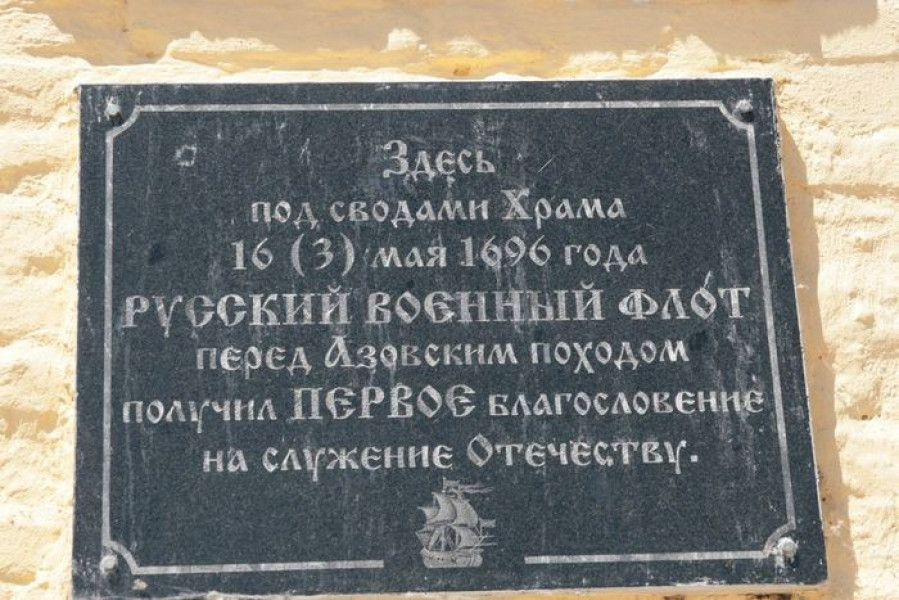 Здесь
под сводами Храма
16 (3) мая 1696 года
РУССКИЙ ВОЕННЫЙ ФЛОТ
перед Азовским походом
получил ПЕРВОЕ благословение
на служение Отечеству.